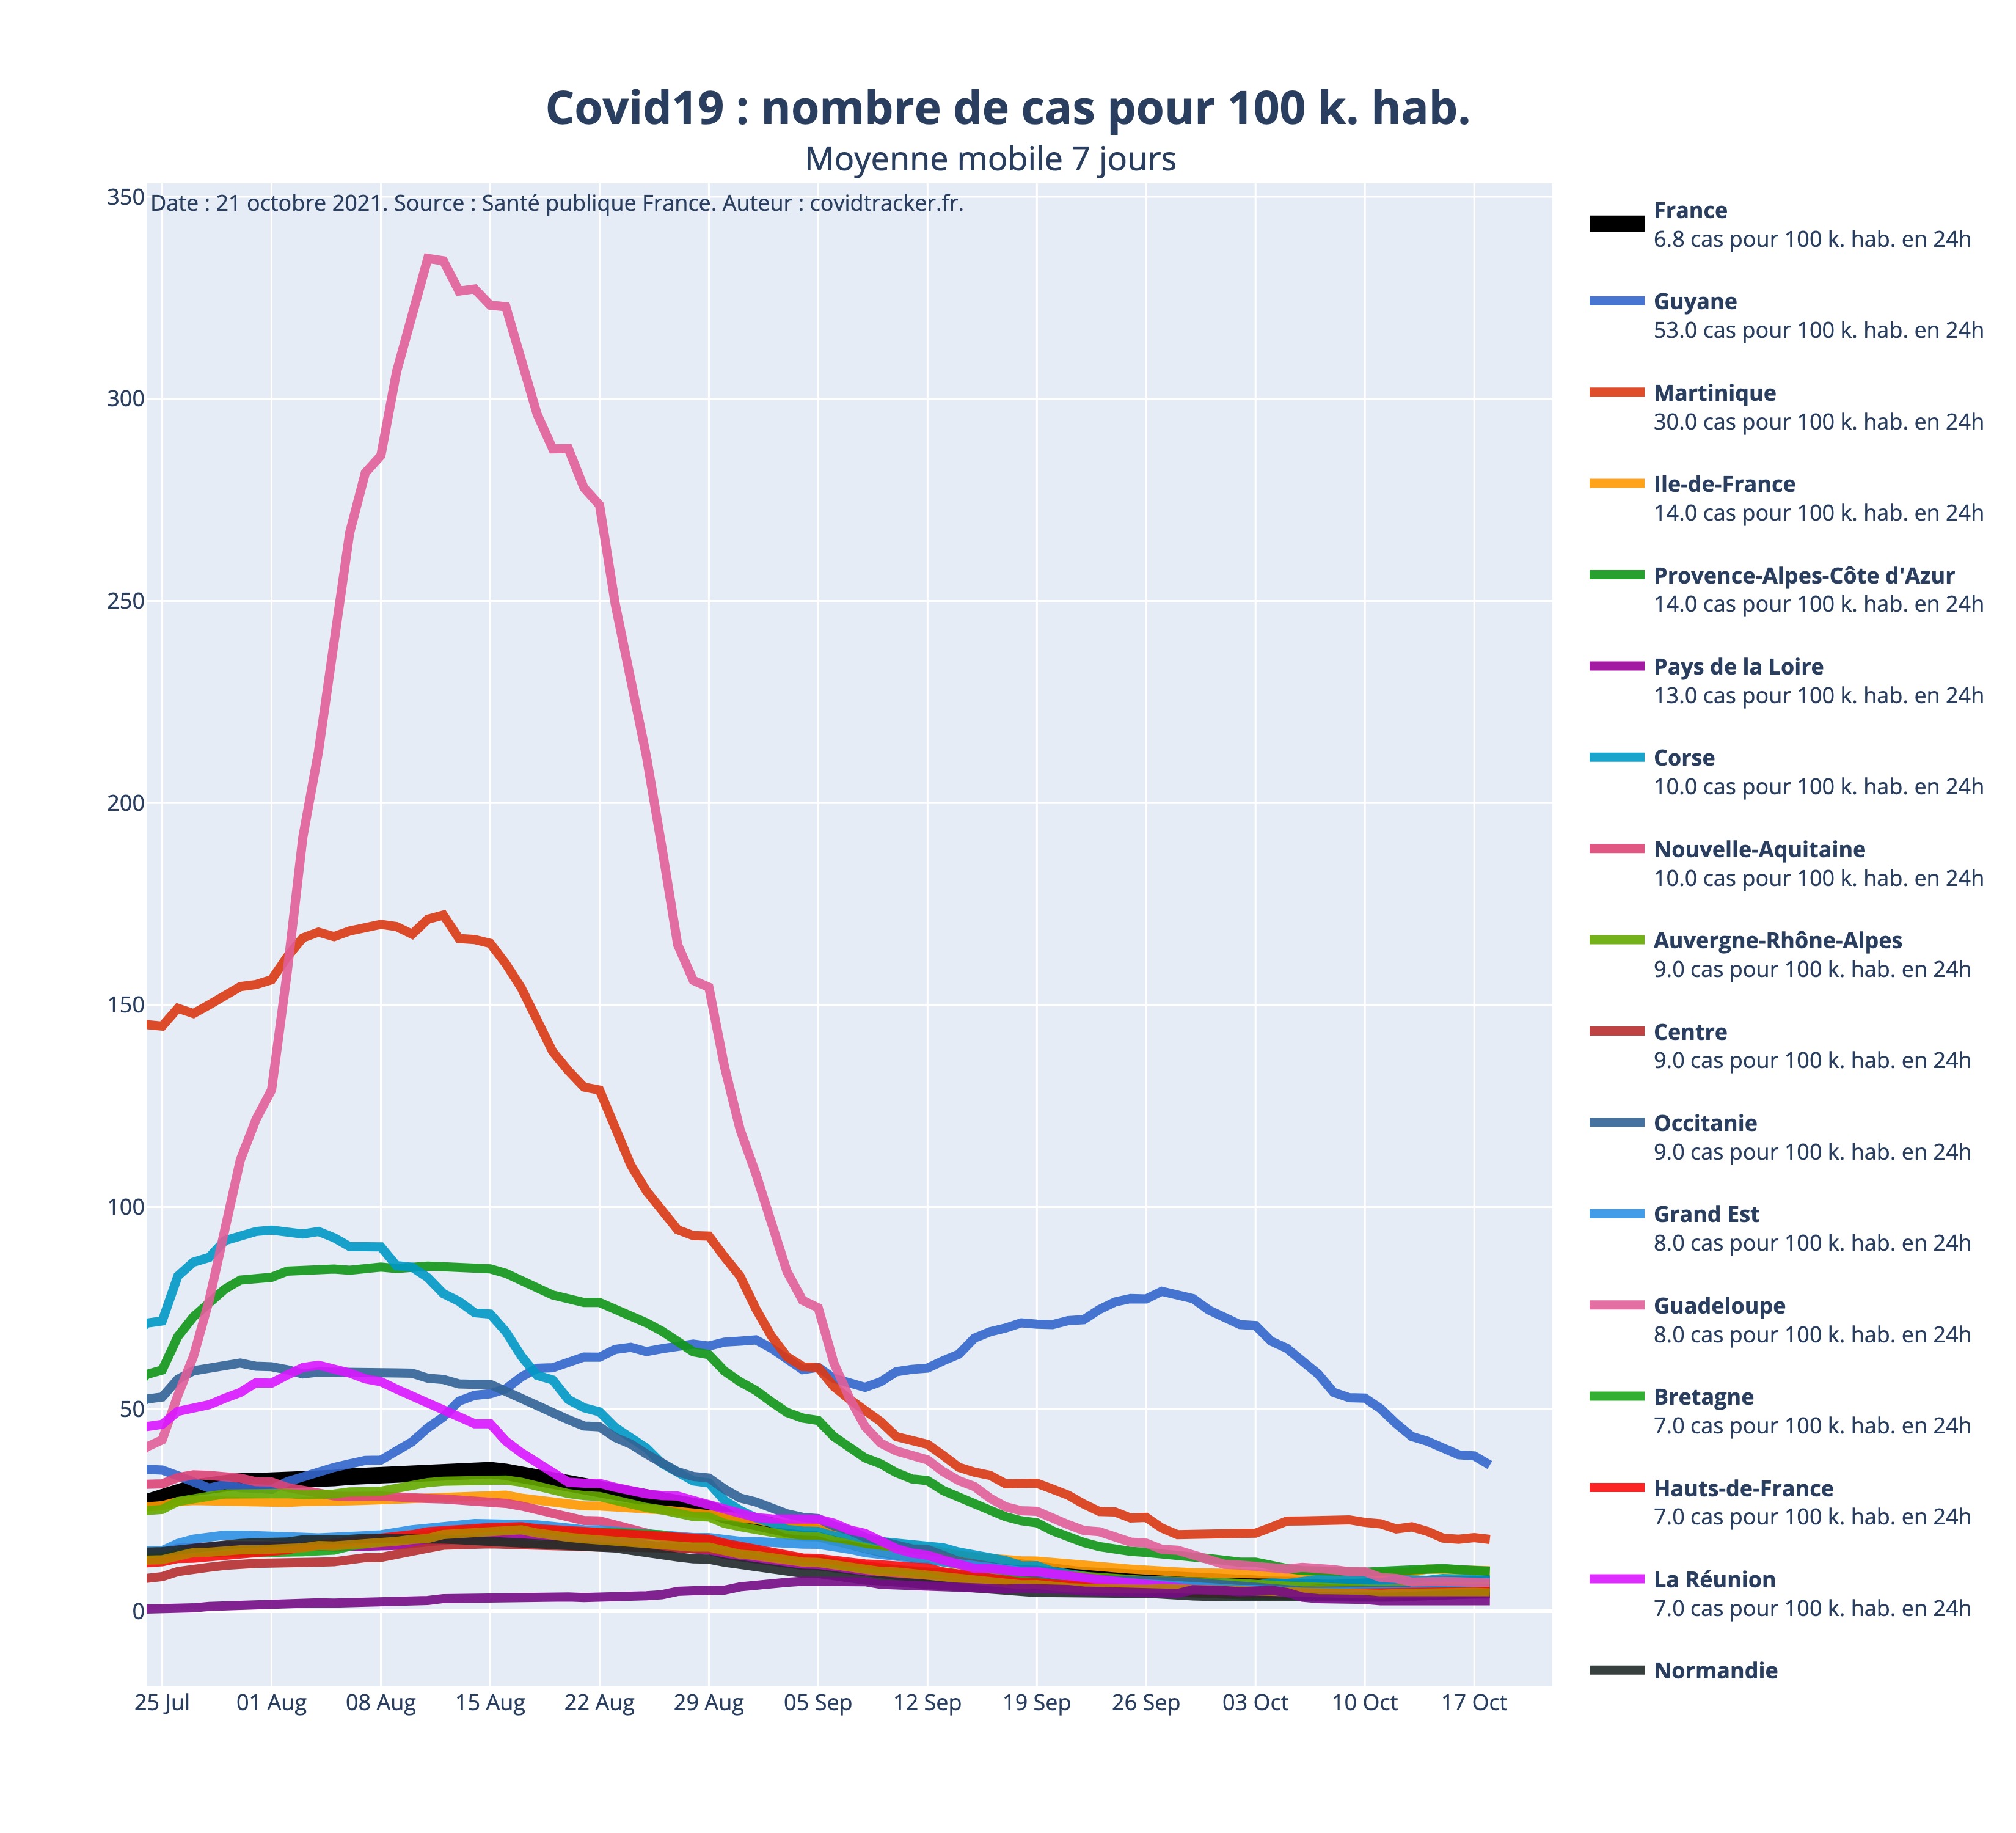 Covid19 : nombre de cas pour 100 k. hab.
Moyenne mobile 7 jours
Date : 21 octobre 2021. Source : Santé publique France. Auteur : covidtracker.fr.
350
300
250
200
150
100
50
0
25 Jul
01 Aug
08 Aug
15 Aug
22 Aug
29 Aug
05 Sep
12 Sep
19 Sep
26 Sep
03 Oct
10 Oct
17 Oct
France
6.8 cas pour 100 k. hab. en 24h
Guyane
53.0 cas pour 100 k. hab. en 24h
Martinique
30.0 cas pour 100 k. hab. en 24h
Ile-de-France
14.0 cas pour 100 k. hab. en 24h
Provence-Alpes-Côte d'Azur
14.0 cas pour 100 k. hab. en 24h
Pays de la Loire
13.0 cas pour 100 k. hab. en 24h
Corse
10.0 cas pour 100 k. hab. en 24h
Nouvelle-Aquitaine
10.0 cas pour 100 k. hab. en 24h
Auvergne-Rhône-Alpes
9.0 cas pour 100 k. hab. en 24h
Centre
9.0 cas pour 100 k. hab. en 24h
Occitanie
9.0 cas pour 100 k. hab. en 24h
Grand Est
8.0 cas pour 100 k. hab. en 24h
Guadeloupe
8.0 cas pour 100 k. hab. en 24h
Bretagne
7.0 cas pour 100 k. hab. en 24h
Hauts-de-France
7.0 cas pour 100 k. hab. en 24h
La Réunion
7.0 cas pour 100 k. hab. en 24h
Normandie